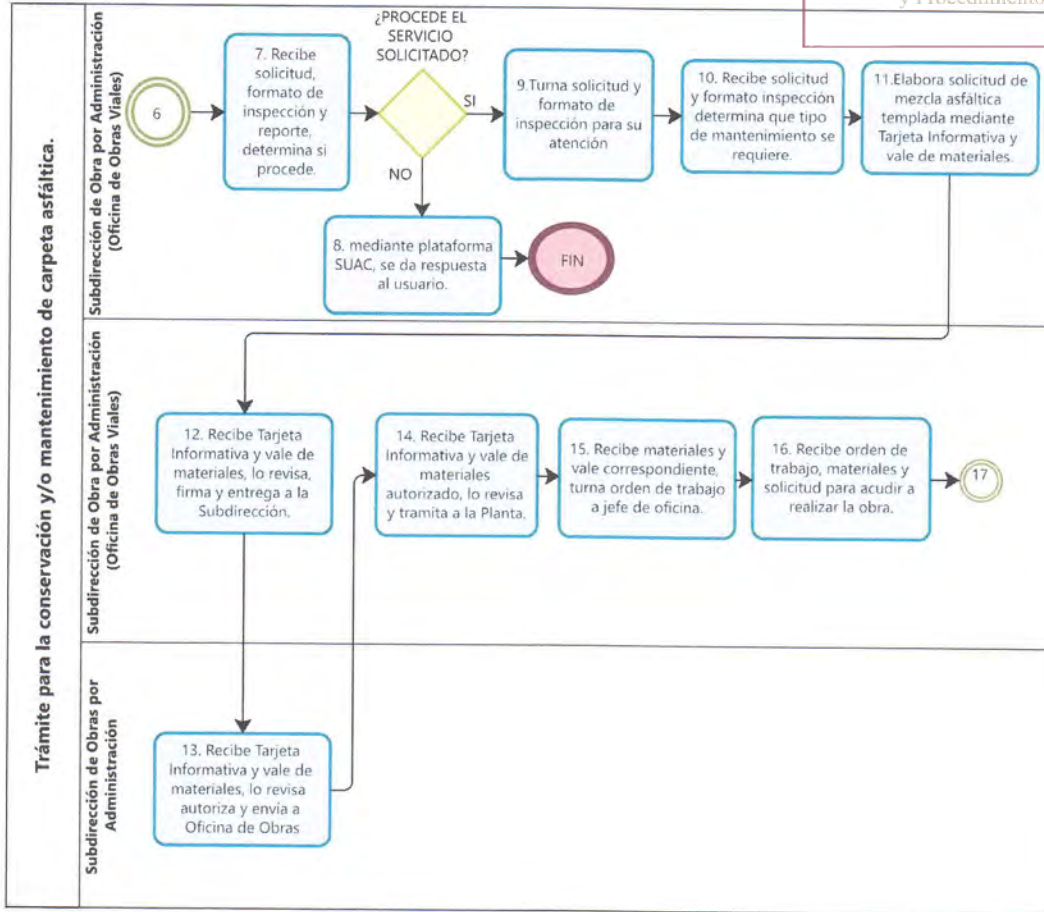 y Procedimiento
Trámite para la conservación y/o mantenimiento de carpeta asfáltica.
Subdirección de Obra por Administración
(Oficina de Obras Viales)
6
7. Recibe
solicitud,
formato de
inspección y
reporte,
determina si
procede.
¿PROCEDE EL
SERVICIO
SOLICITADO?
SI
NO
8. mediante plataforma
SUAC, se da respuesta
al usuario.
FIN
9.Turna solicitud y
formato de
inspección para su
atención
10. Recibe solicitud
y formato inspección
determina que tipo
de mantenimiento se
requiere.
11.Elabora solicitud de
mezcla asfáltica
templada mediante
Tarjeta Informativa y
vale de materiales.
Subdirección de Obra por Administración
(Oficina de Obras Viales)
12. Recibe Tarjeta
Informativa y vale de
materiales, lo revisa,
firma y entrega a la
Subdirección.
14. Recibe Tarjeta
Informativa y vale de
materiales
autorizado, lo revisa
y tramita a la Planta.
15. Recibe materiales y
vale correspondiente,
turna orden de trabajo
a jefe de oficina.
16. Recibe orden de
trabajo, materiales y
solicitud para acudir a
realizar la obra.
17
Subdirección de Obras por
Administración
13. Recibe Tarjeta
Informativa y vale de
materiales, lo revisa
autoriza y envía a
Oficina de Obras